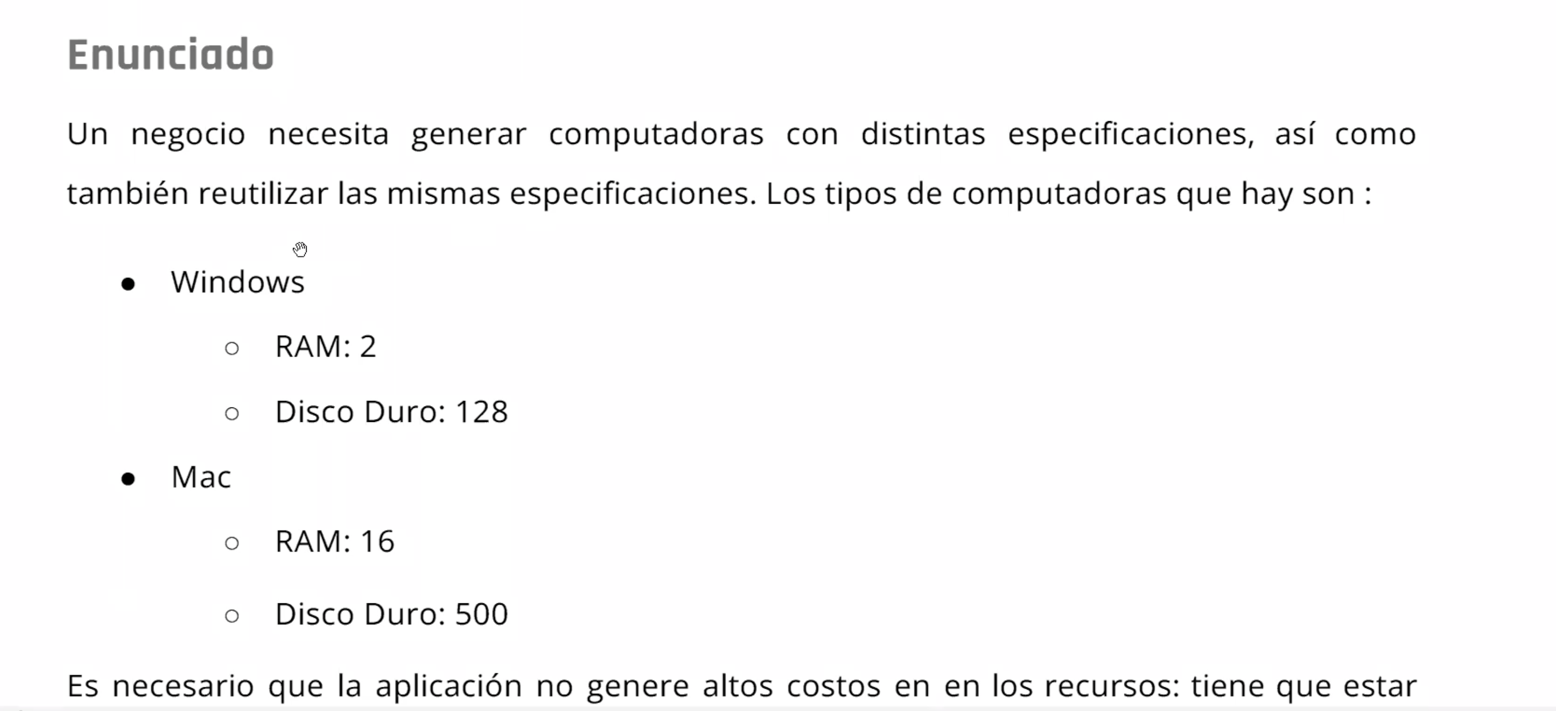 Enunciado
Un negocio necesita generar computadoras con distintas especificaciones, así como
también reutilizar las mismas especificaciones. Los tipos de computadoras que hay son :
● Windows
○ RAM: 2
○ Disco Duro: 128
● Mac
○ RAM: 16
○ Disco Duro: 500
Es necesario que la aplicación no genere altos costos en en los recursos: tiene que estar